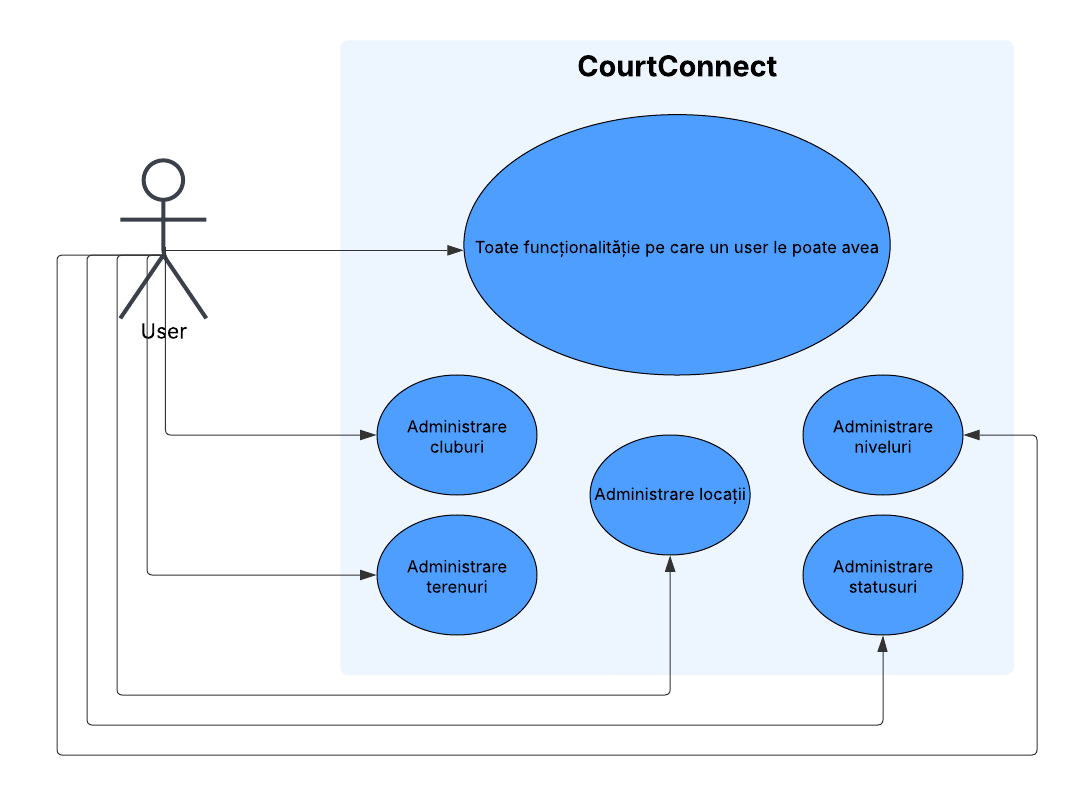 CourtConnect
Toate funcționalităție pe care un user le poate avea
User
Administrare
cluburi
Administrare
niveluri
Administrare locații
Administrare
terenuri
Administrare
statusuri